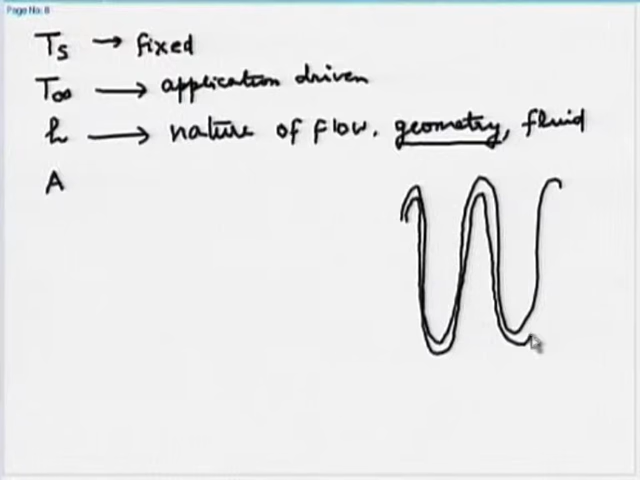 Page No: 8
Ts → fixed
T∞ → application driven
h → nature of flow. geometry, fluid
A